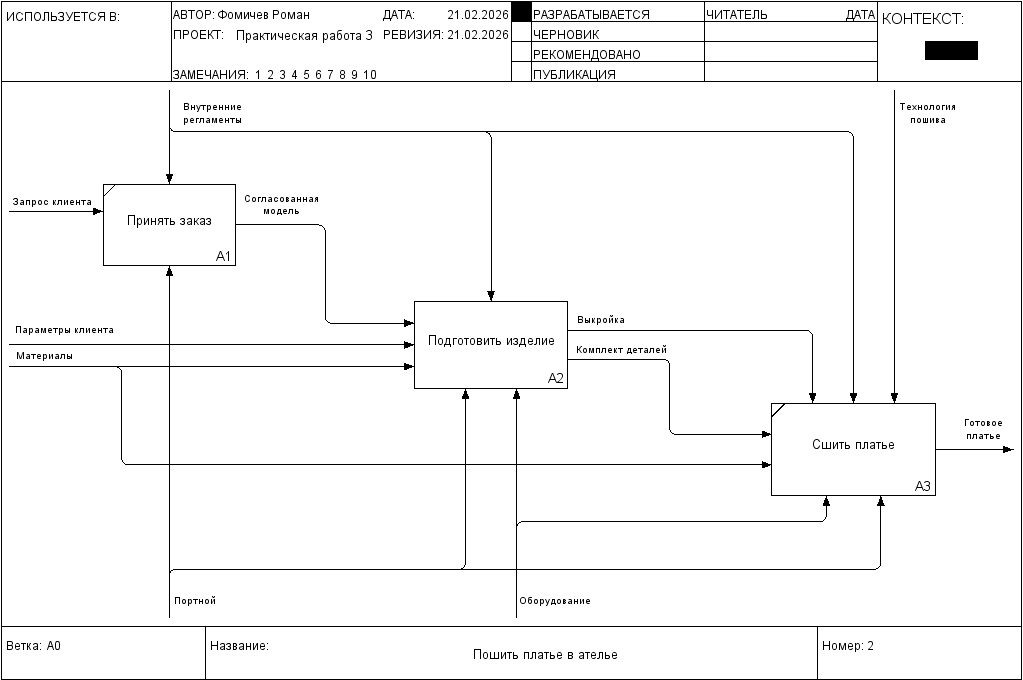 ИСПОЛЬЗУЕТСЯ В:
АВТОР: Фомичев Роман
ДАТА: 21.02.2026
ПРОЕКТ: Практическая работа 3
РЕВИЗИЯ: 21.02.2026
ЗАМЕЧАНИЯ: 1 2 3 4 5 6 7 8 9 10
РАЗРАБАТЫВАЕТСЯ
ЧЕРНОВИК
РЕКОМЕНДОВАНО
ПУБЛИКАЦИЯ
ЧИТАТЕЛЬ
ДАТА
КОНТЕКСТ:
Внутренние
регламенты
Технология
пошива
Запрос клиента
Принять заказ
A1
Согласованная
модель
Параметры клиента
Материалы
Подготовить изделие
A2
Выкройка
Комплект деталей
Сшить платье
A3
Готовое
платье
Портной
Оборудование
Ветка: A0
Название:
Пошить платье в ателье
Номер: 2